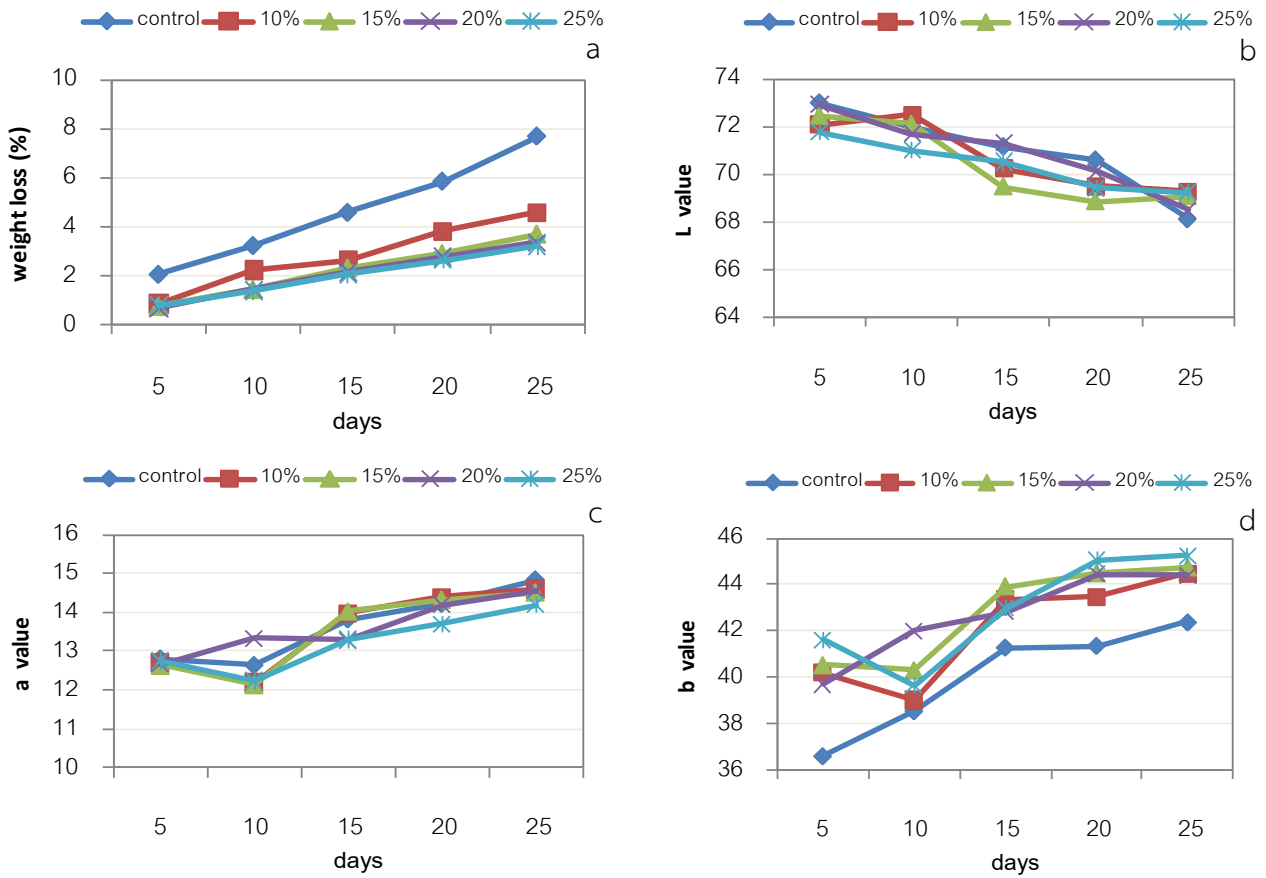 control 10% 15% 20% 25%
a
10
8
6
4
2
0
weight loss (%)
5 10 15 20 25
days
control 10% 15% 20% 25%
b
74
72
70
68
66
64
L value
5 10 15 20 25
days
control 10% 15% 20% 25%
c
16
15
14
13
12
11
10
a value
5 10 15 20 25
days
control 10% 15% 20% 25%
d
46
44
42
40
38
36
b value
5 10 15 20 25
days